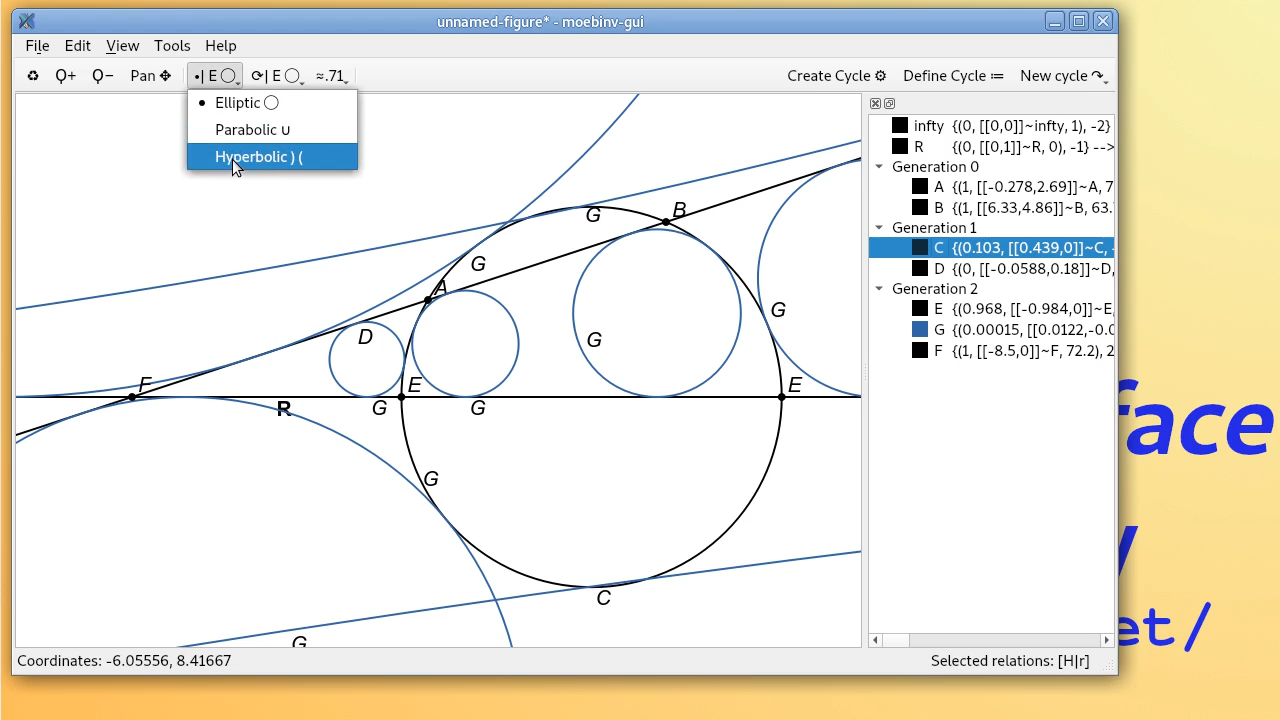 unnamed-figure* - moebinv-gui
File Edit View Tools Help
Pan E E ≈.71 Create Cycle Define Cycle New cycle
• Elliptic ◯
Parabolic ∪
Hyperbolic ) (
infty {(0, [[0,0]]~infty, 1), -2}
R {(0, [[0,1]]~R, 0), -1} -->
Generation 0
A {(1, [[-0.278,2.69]]~A, 7
B {(1, [[6.33,4.86]]~B, 63.
Generation 1
C {(0.103, [[0.439,0]]~C, -
D {(0, [[-0.0588,0.18]]~D,
Generation 2
E {(0.968, [[-0.984,0]]~E,
G {(0.00015, [[0.0122,-0.0
F {(1, [[-8.5,0]]~F, 72.2), 2
B
G
G
A
G
D
G
F
E
E
R
G
G
G
C
G
face
y
et/
Coordinates: -6.05556, 8.41667
Selected relations: [H|r]